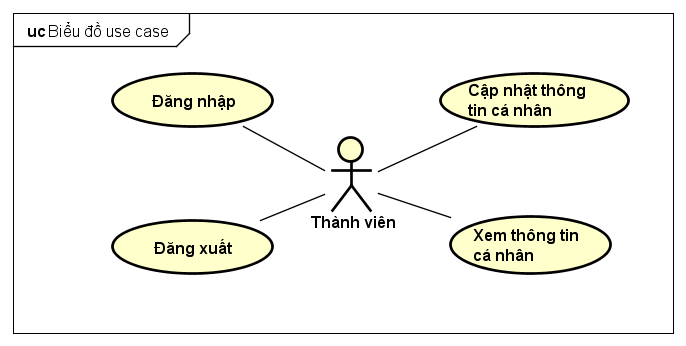 uc Biểu đồ use case
Đăng nhập
Cập nhật thông
tin cá nhân
Thành viên
Đăng xuất
Xem thông tin
cá nhân